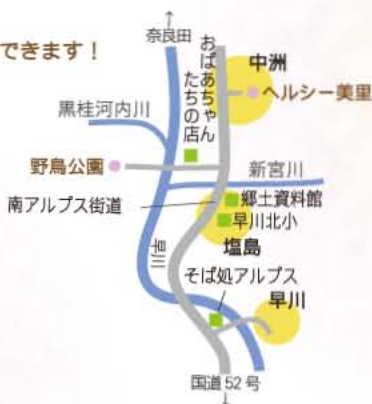 できます！
↑
奈良田
おばあちゃん
たちの店
中洲
ヘルシー美里
黒桂河内川
野鳥公園
新宮川
南アルプス街道
郷土資料館
早川北小
塩島
早川
そば処アルプス
早川
国道52号
↓